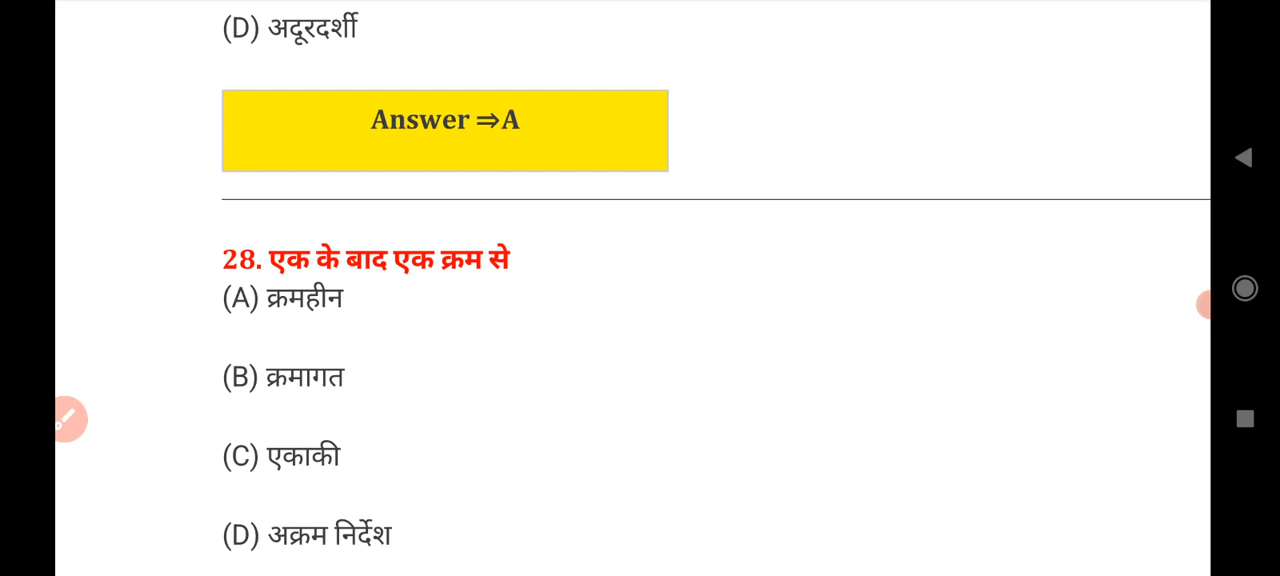 (D) अदूरदर्शी
Answer ⇒A
28. एक के बाद एक क्रम से
(A) क्रमहीन
(B) क्रमागत
(C) एकाकी
(D) अक्रम निर्देश